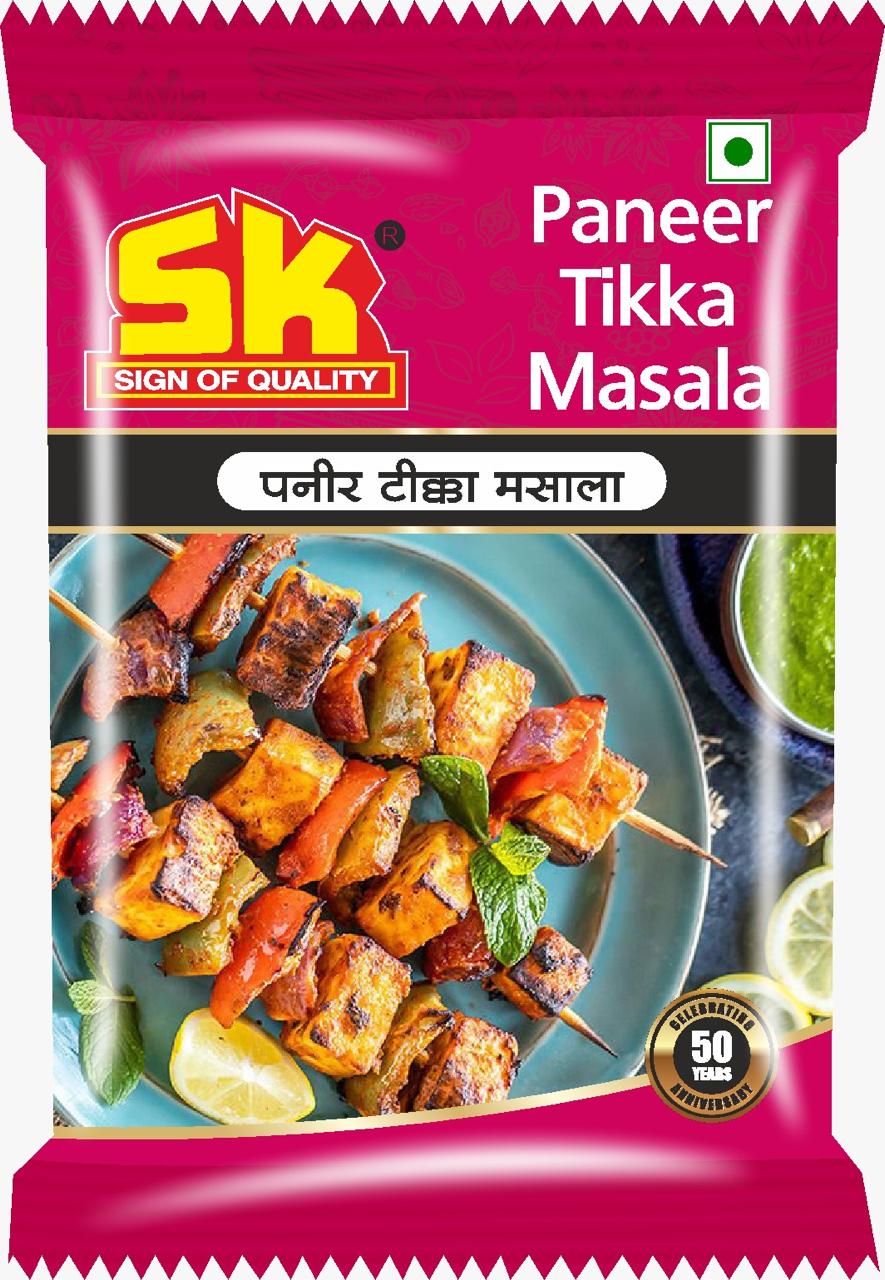 Sk
®
SIGN OF QUALITY
Paneer
Tikka
Masala
पनीर टीक्का मसाला
CELEBRATING
50
YEARS
ANNIVERSARY